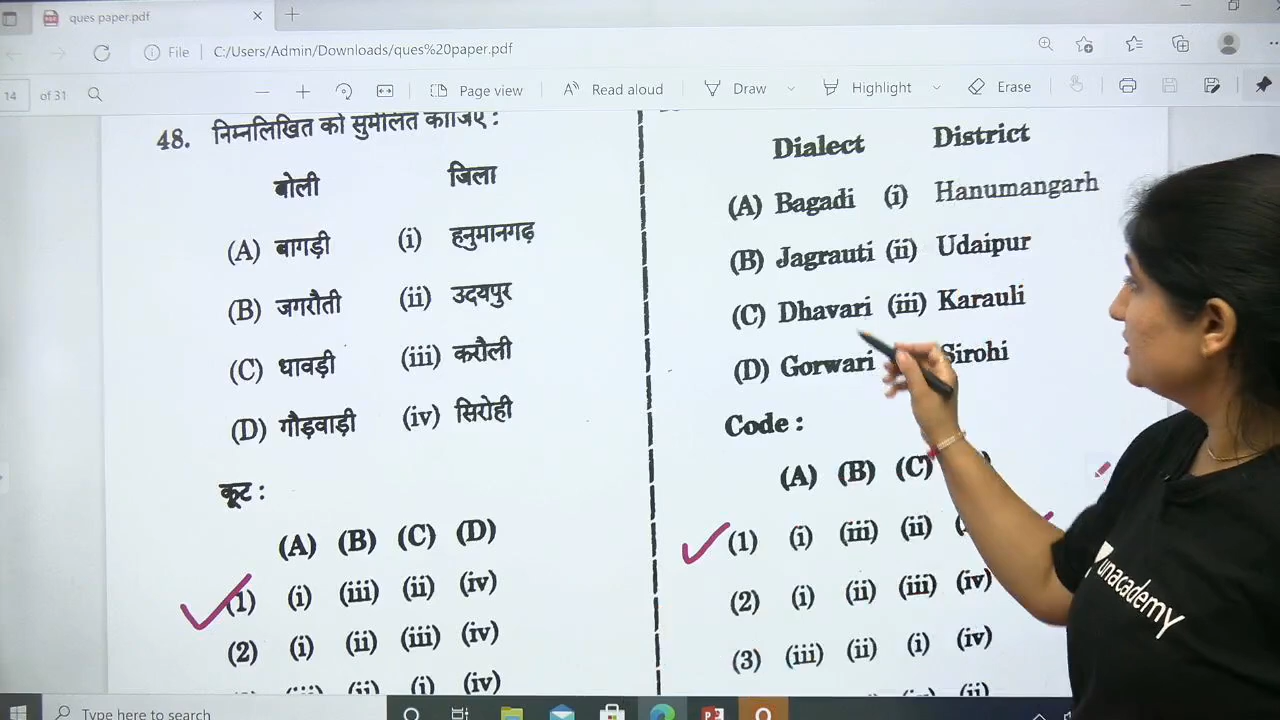 ques paper.pdf
File C:/Users/Admin/Downloads/ques%20paper.pdf
14 of 31 Page view Read aloud Draw Highlight Erase
48. निम्नलिखित को सुमेलित कीजिए :
बोली जिला
(A) बागड़ी (i) हनुमानगढ़
(B) जगरौती (ii) उदयपुर
(C) धावड़ी (iii) करौली
(D) गौड़वाड़ी (iv) सिरोही
कूट :
(A) (B) (C) (D)
(1) (i) (iii) (ii) (iv)
(2) (i) (ii) (iii) (iv)
(ii) (i) (iv)
Dialect District
(A) Bagadi (i) Hanumangarh
(B) Jagrauti (ii) Udaipur
(C) Dhavari (iii) Karauli
(D) Gorwari Sirohi
Code :
(A) (B) (C)
(1) (i) (iii) (ii)
(2) (i) (ii) (iii) (iv)
(3) (iii) (ii) (i) (iv)
unacademy
Type here to search